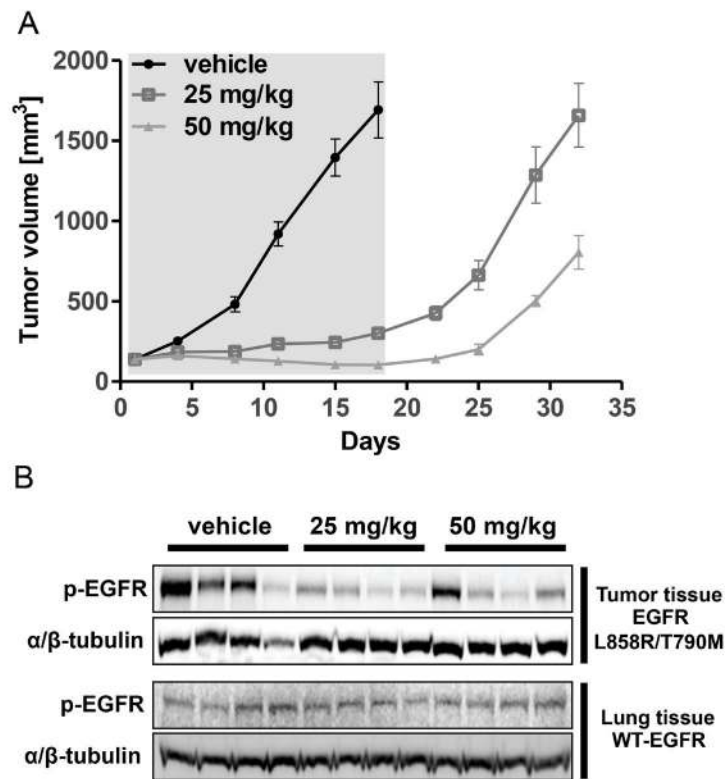 A
Tumor volume [mm³]
2000
1500
1000
500
0
vehicle
25 mg/kg
50 mg/kg
0 5 10 15 20 25 30 35
Days
B
vehicle 25 mg/kg 50 mg/kg
p-EGFR
α/β-tubulin
Tumor tissue
EGFR
L858R/T790M
p-EGFR
α/β-tubulin
Lung tissue
WT-EGFR